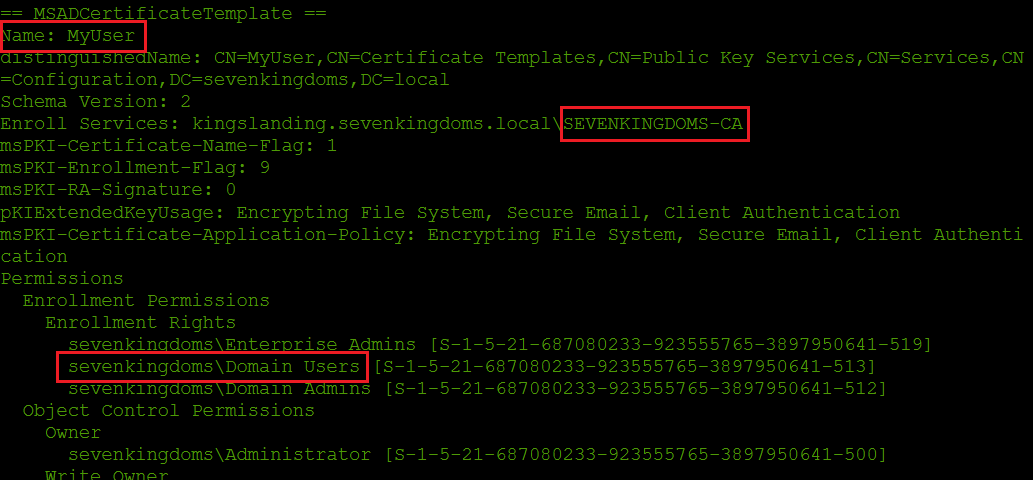 == MSADCertificateTemplate ==
Name: MyUser
distinguishedName: CN=MyUser,CN=Certificate Templates,CN=Public Key Services,CN=Services,CN
=Configuration,DC=sevenkingdoms,DC=local
Schema Version: 2
Enroll Services: kingslanding.sevenkingdoms.local\SEVENKINGDOMS-CA
msPKI-Certificate-Name-Flag: 1
msPKI-Enrollment-Flag: 9
msPKI-RA-Signature: 0
pKIExtendedKeyUsage: Encrypting File System, Secure Email, Client Authentication
msPKI-Certificate-Application-Policy: Encrypting File System, Secure Email, Client Authenti
cation
Permissions
  Enrollment Permissions
    Enrollment Rights
      sevenkingdoms\Enterprise Admins [S-1-5-21-687080233-923555765-3897950641-519]
      sevenkingdoms\Domain Users [S-1-5-21-687080233-923555765-3897950641-513]
      sevenkingdoms\Domain Admins [S-1-5-21-687080233-923555765-3897950641-512]
  Object Control Permissions
    Owner
      sevenkingdoms\Administrator [S-1-5-21-687080233-923555765-3897950641-500]
    Write Owner